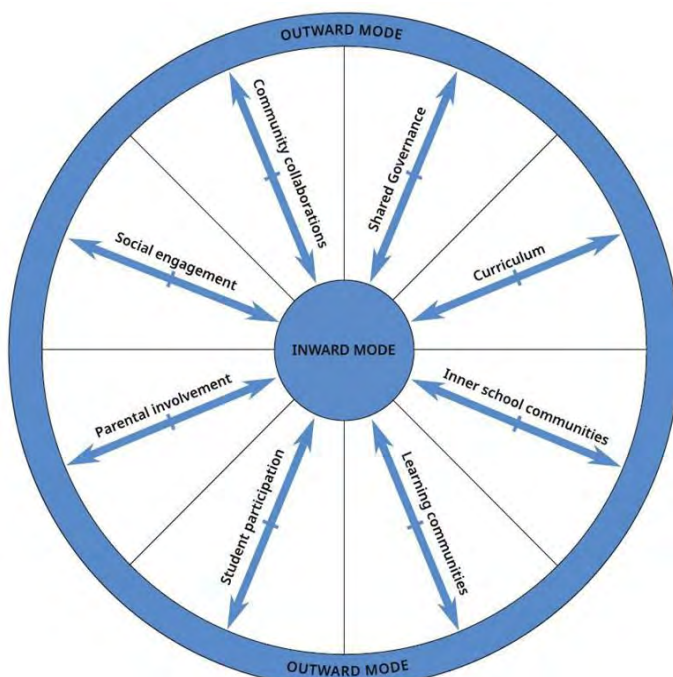 OUTWARD MODE
Community collaborations
Shared Governance
Social engagement
Curriculum
INWARD MODE
Parental involvement
Inner school communities
Student participation
Learning communities
OUTWARD MODE